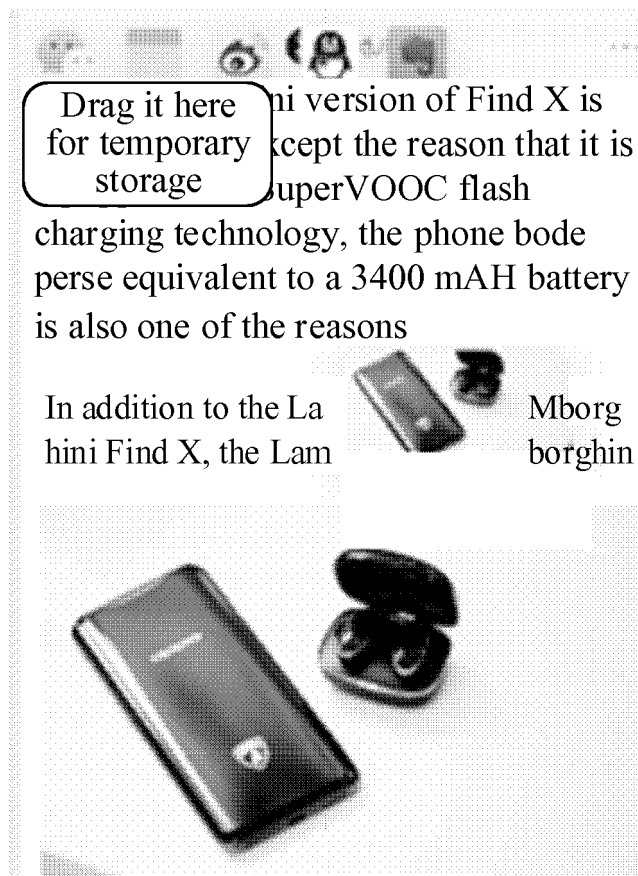 Drag it here
for temporary
storage
ni version of Find X is
xcept the reason that it is
SuperVOOC flash
charging technology, the phone bode
perse equivalent to a 3400 mAH battery
is also one of the reasons
In addition to the La Mborg
hini Find X, the Lam borghin